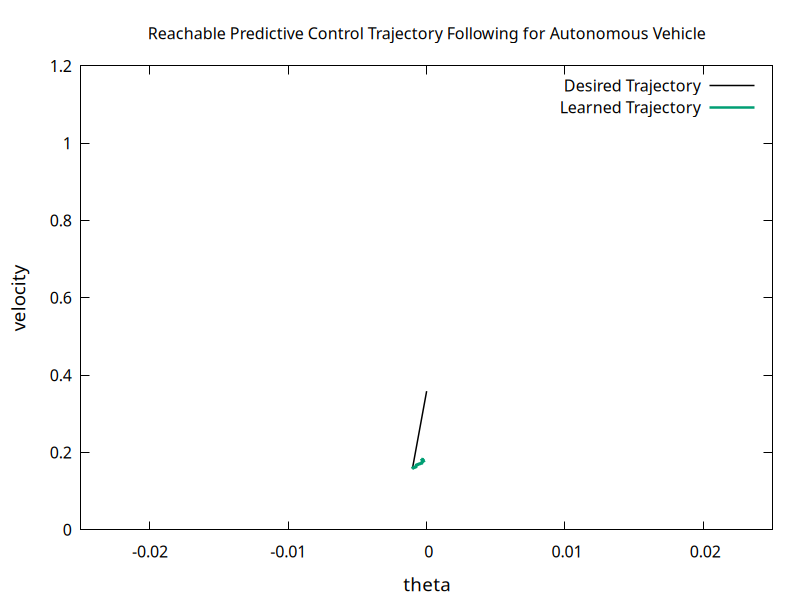 Reachable Predictive Control Trajectory Following for Autonomous Vehicle
Desired Trajectory
Learned Trajectory
1.2
1
0.8
0.6
0.4
0.2
0
velocity
-0.02 -0.01 0 0.01 0.02
theta